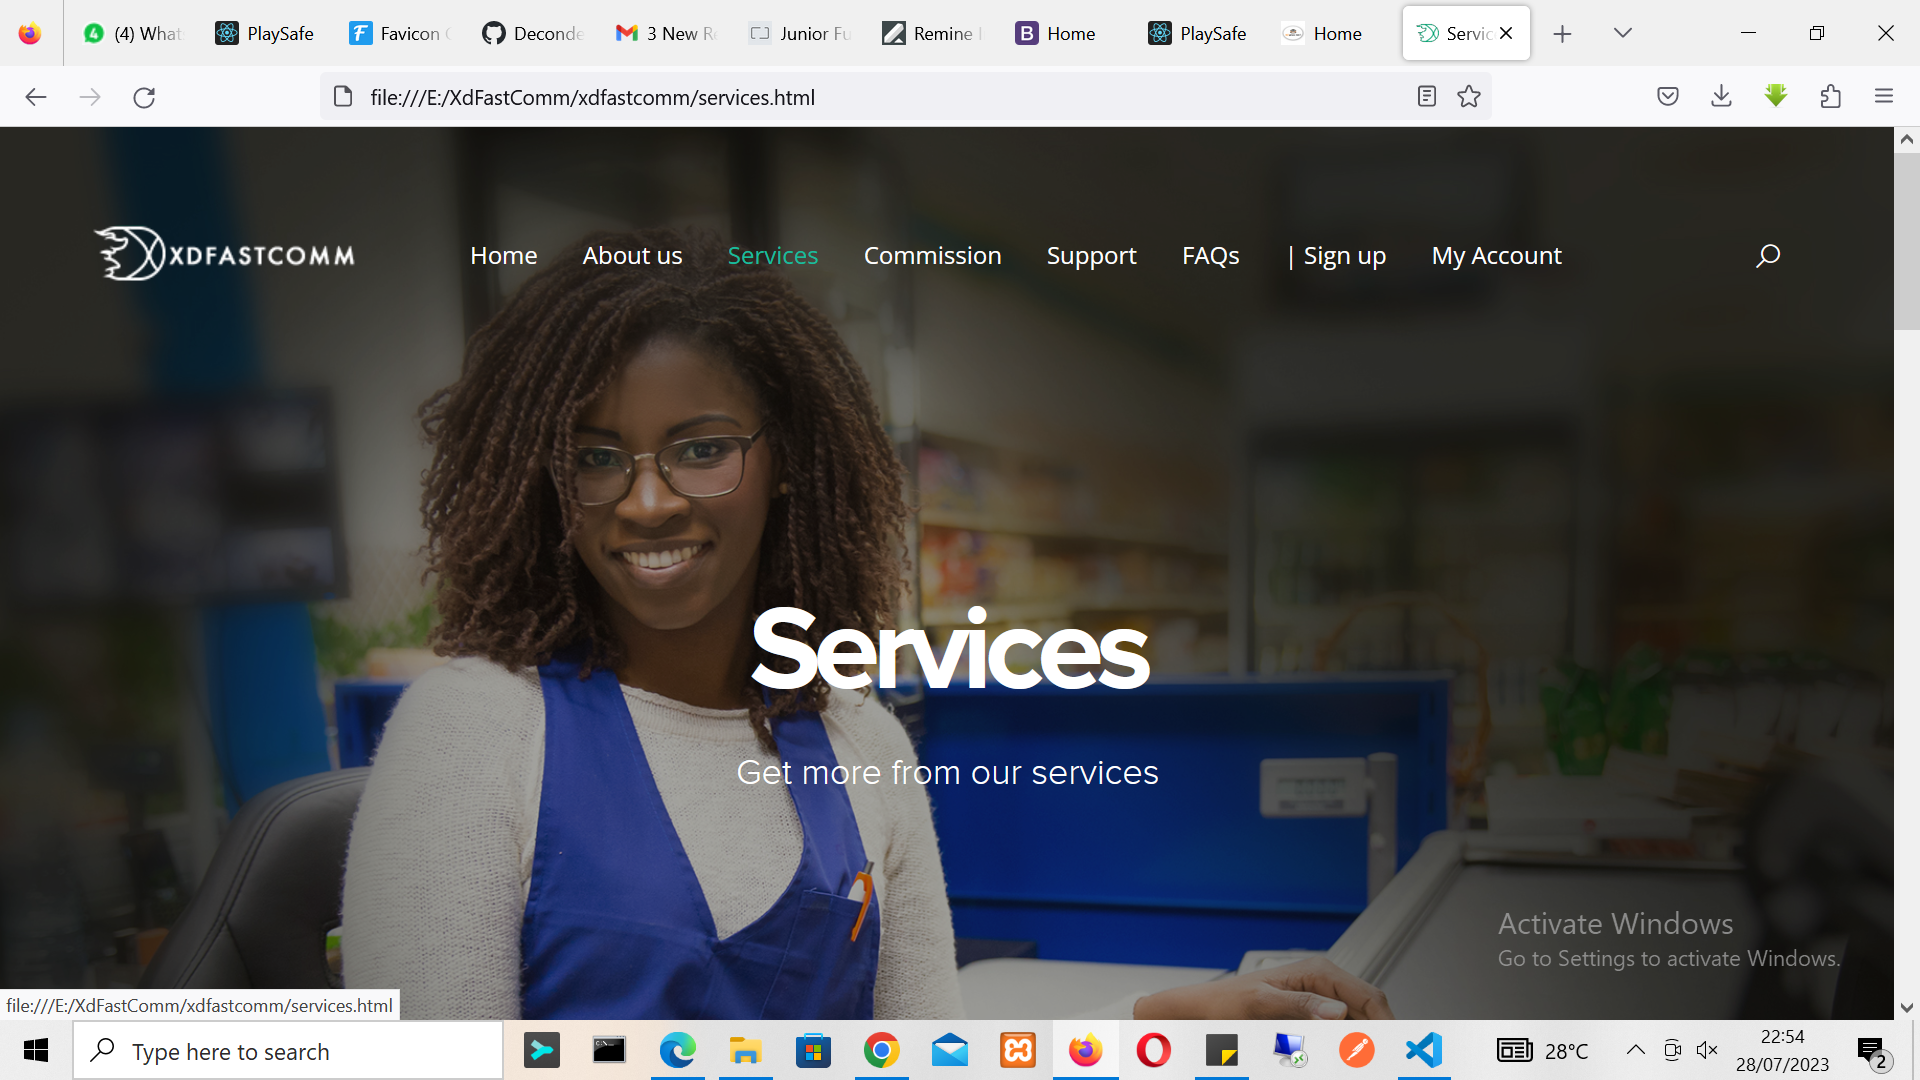 4
(4) What
PlaySafe
Favicon
Deconde
3 New R
Junior Fu
Remine
B
Home
PlaySafe
Home
Servic
file:///E:/XdFastComm/xdfastcomm/services.html
XDFASTCOMM
Home
About us
Services
Commission
Support
FAQs
| Sign up
My Account
Services
Get more from our services
Activate Windows
Go to Settings to activate Windows.
file:///E:/XdFastComm/xdfastcomm/services.html
Type here to search
28°C
22:54
28/07/2023
2